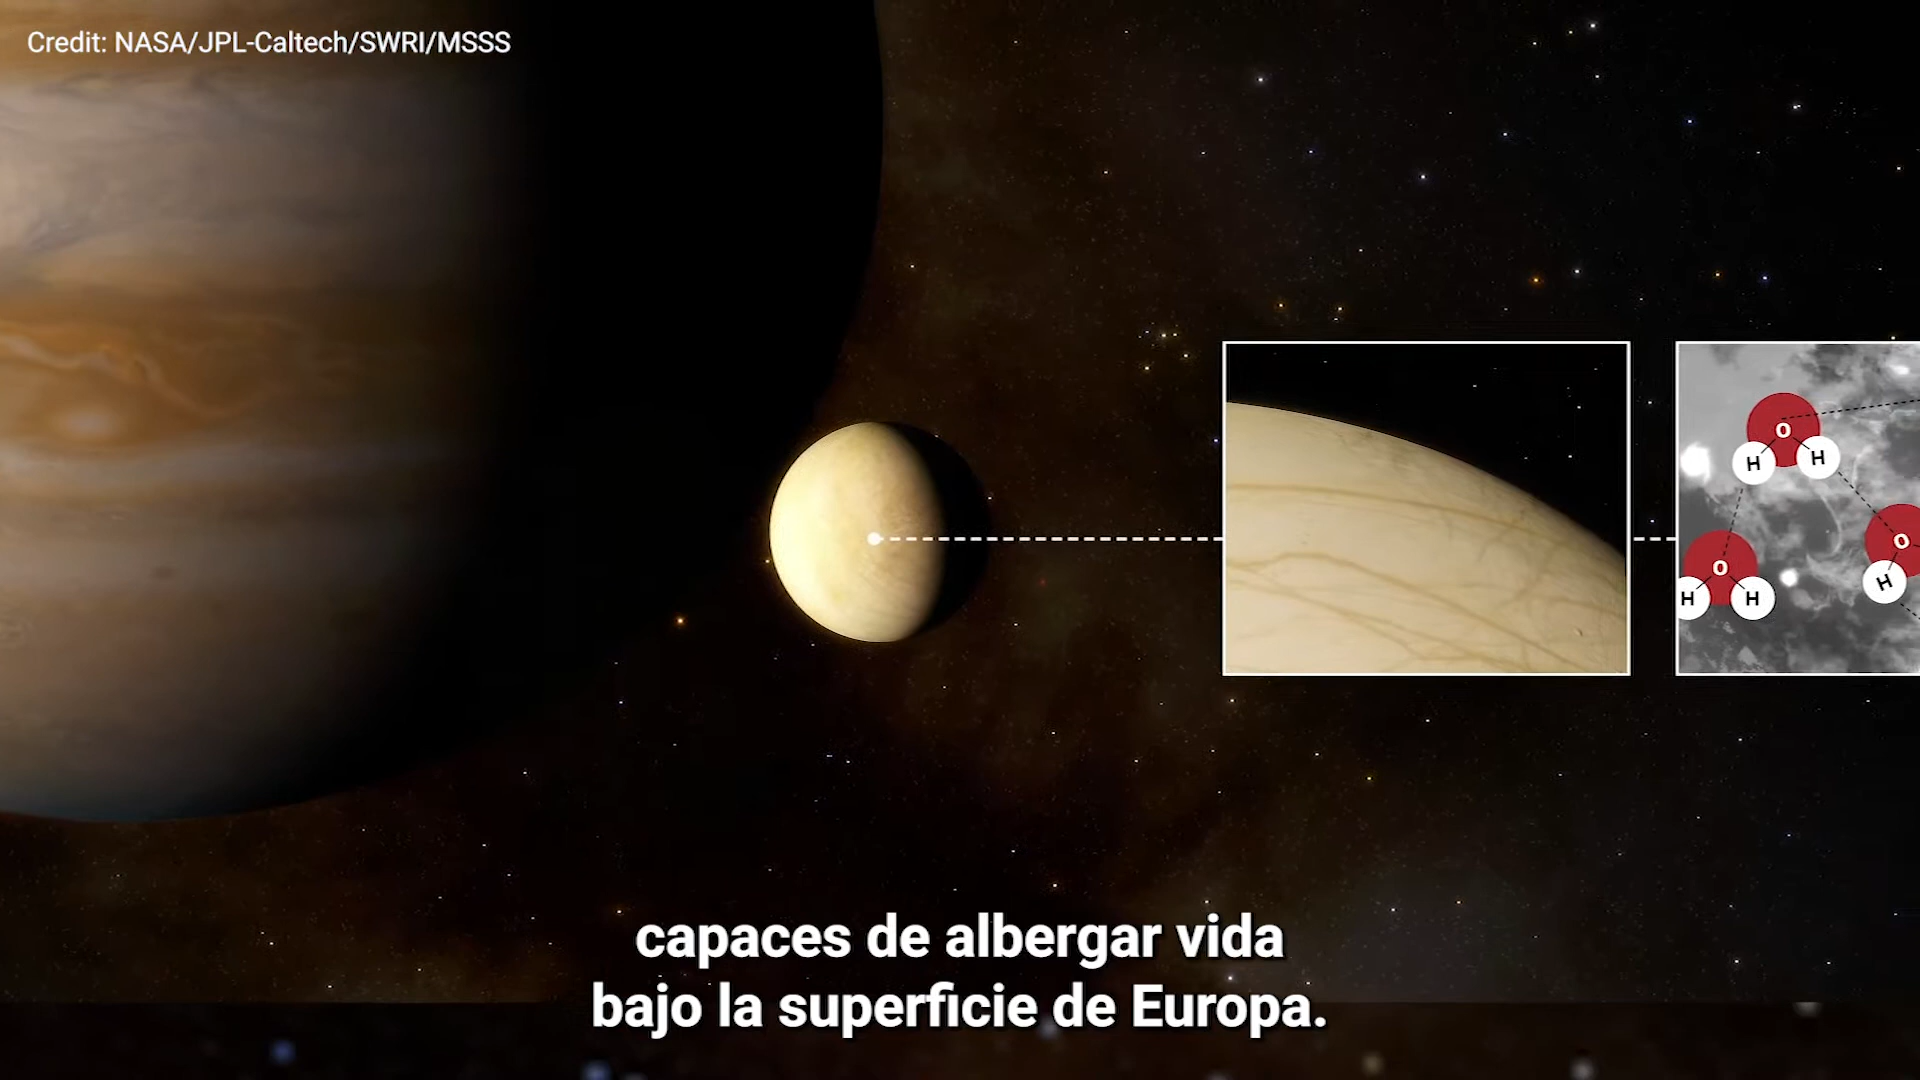 Credit: NASA/JPL-Caltech/SWRI/MSSS
O
H H
O
H H
O
H
capaces de albergar vida
bajo la superficie de Europa.